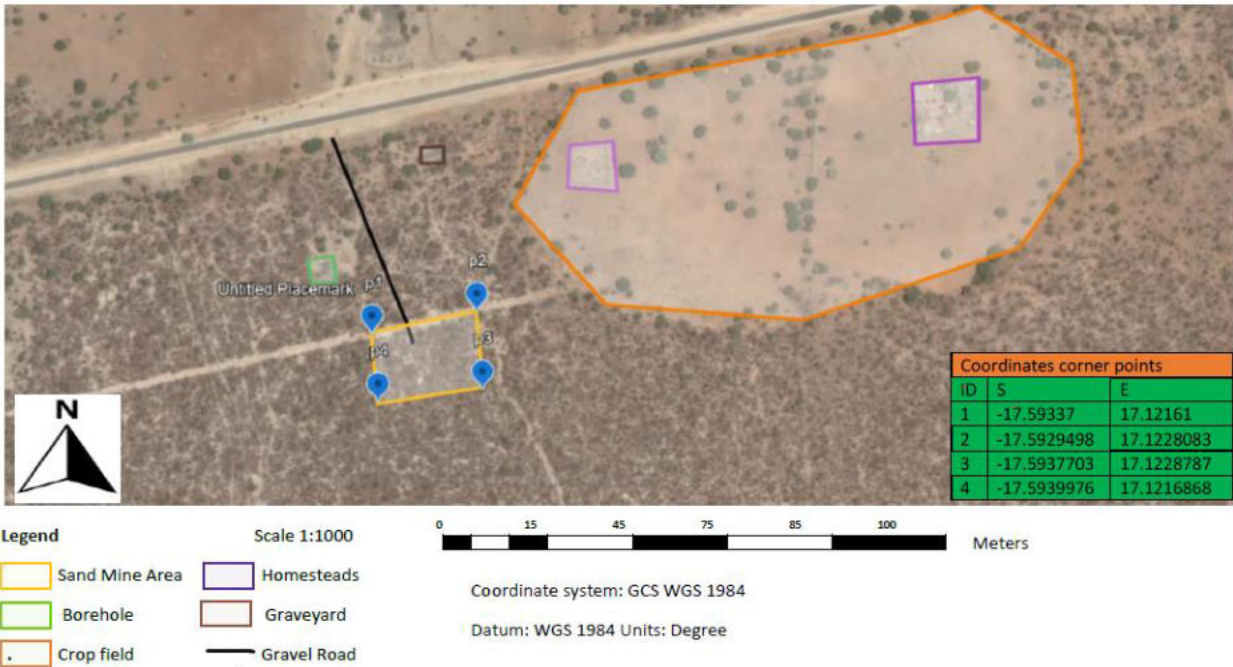 p2
Untitled Placemark p1
p3
p4
Coordinates corner points
ID S E
1 -17.59337 17.12161
2 -17.5929498 17.1228083
3 -17.5937703 17.1228787
4 -17.5939976 17.1216868
N
0 15 45 75 85 100
Meters
Legend Scale 1:1000
Sand Mine Area Homesteads
Borehole Graveyard
Crop field Gravel Road
Coordinate system: GCS WGS 1984
Datum: WGS 1984 Units: Degree